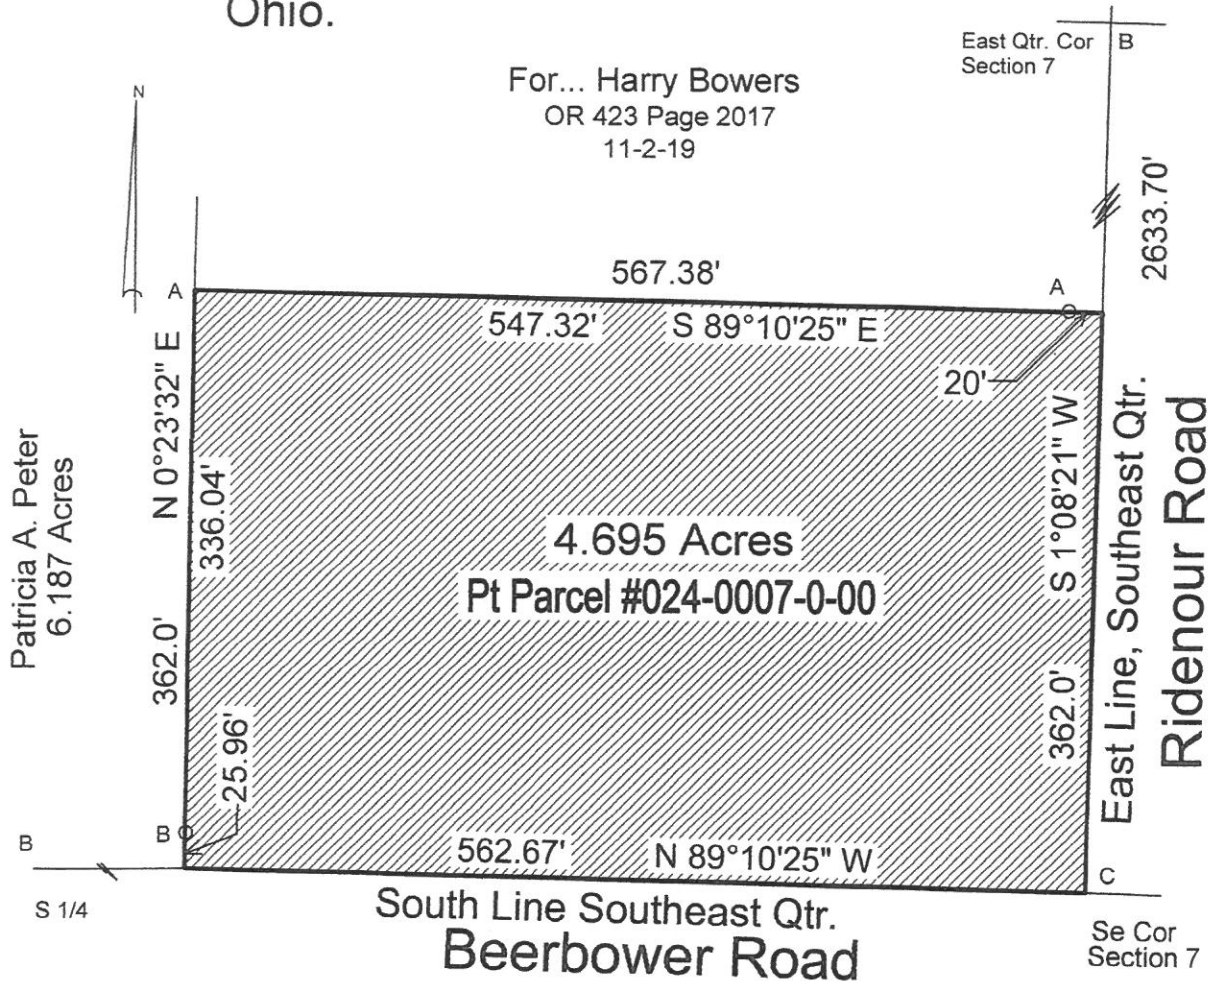 Ohio.
East Qtr. Cor
Section 7
B
For... Harry Bowers
OR 423 Page 2017
11-2-19
N
2633.70'
567.38'
A
A
547.32'
S 89°10'25" E
20'
N 0°23'32" E
336.04'
362.0'
25.96'
Patricia A. Peter
6.187 Acres
4.695 Acres
Pt Parcel #024-0007-0-00
S 1°08'21" W
362.0'
East Line, Southeast Qtr.
Ridenour Road
B
B
562.67'
N 89°10'25" W
C
S 1/4
South Line Southeast Qtr.
Beerbower Road
Se Cor
Section 7